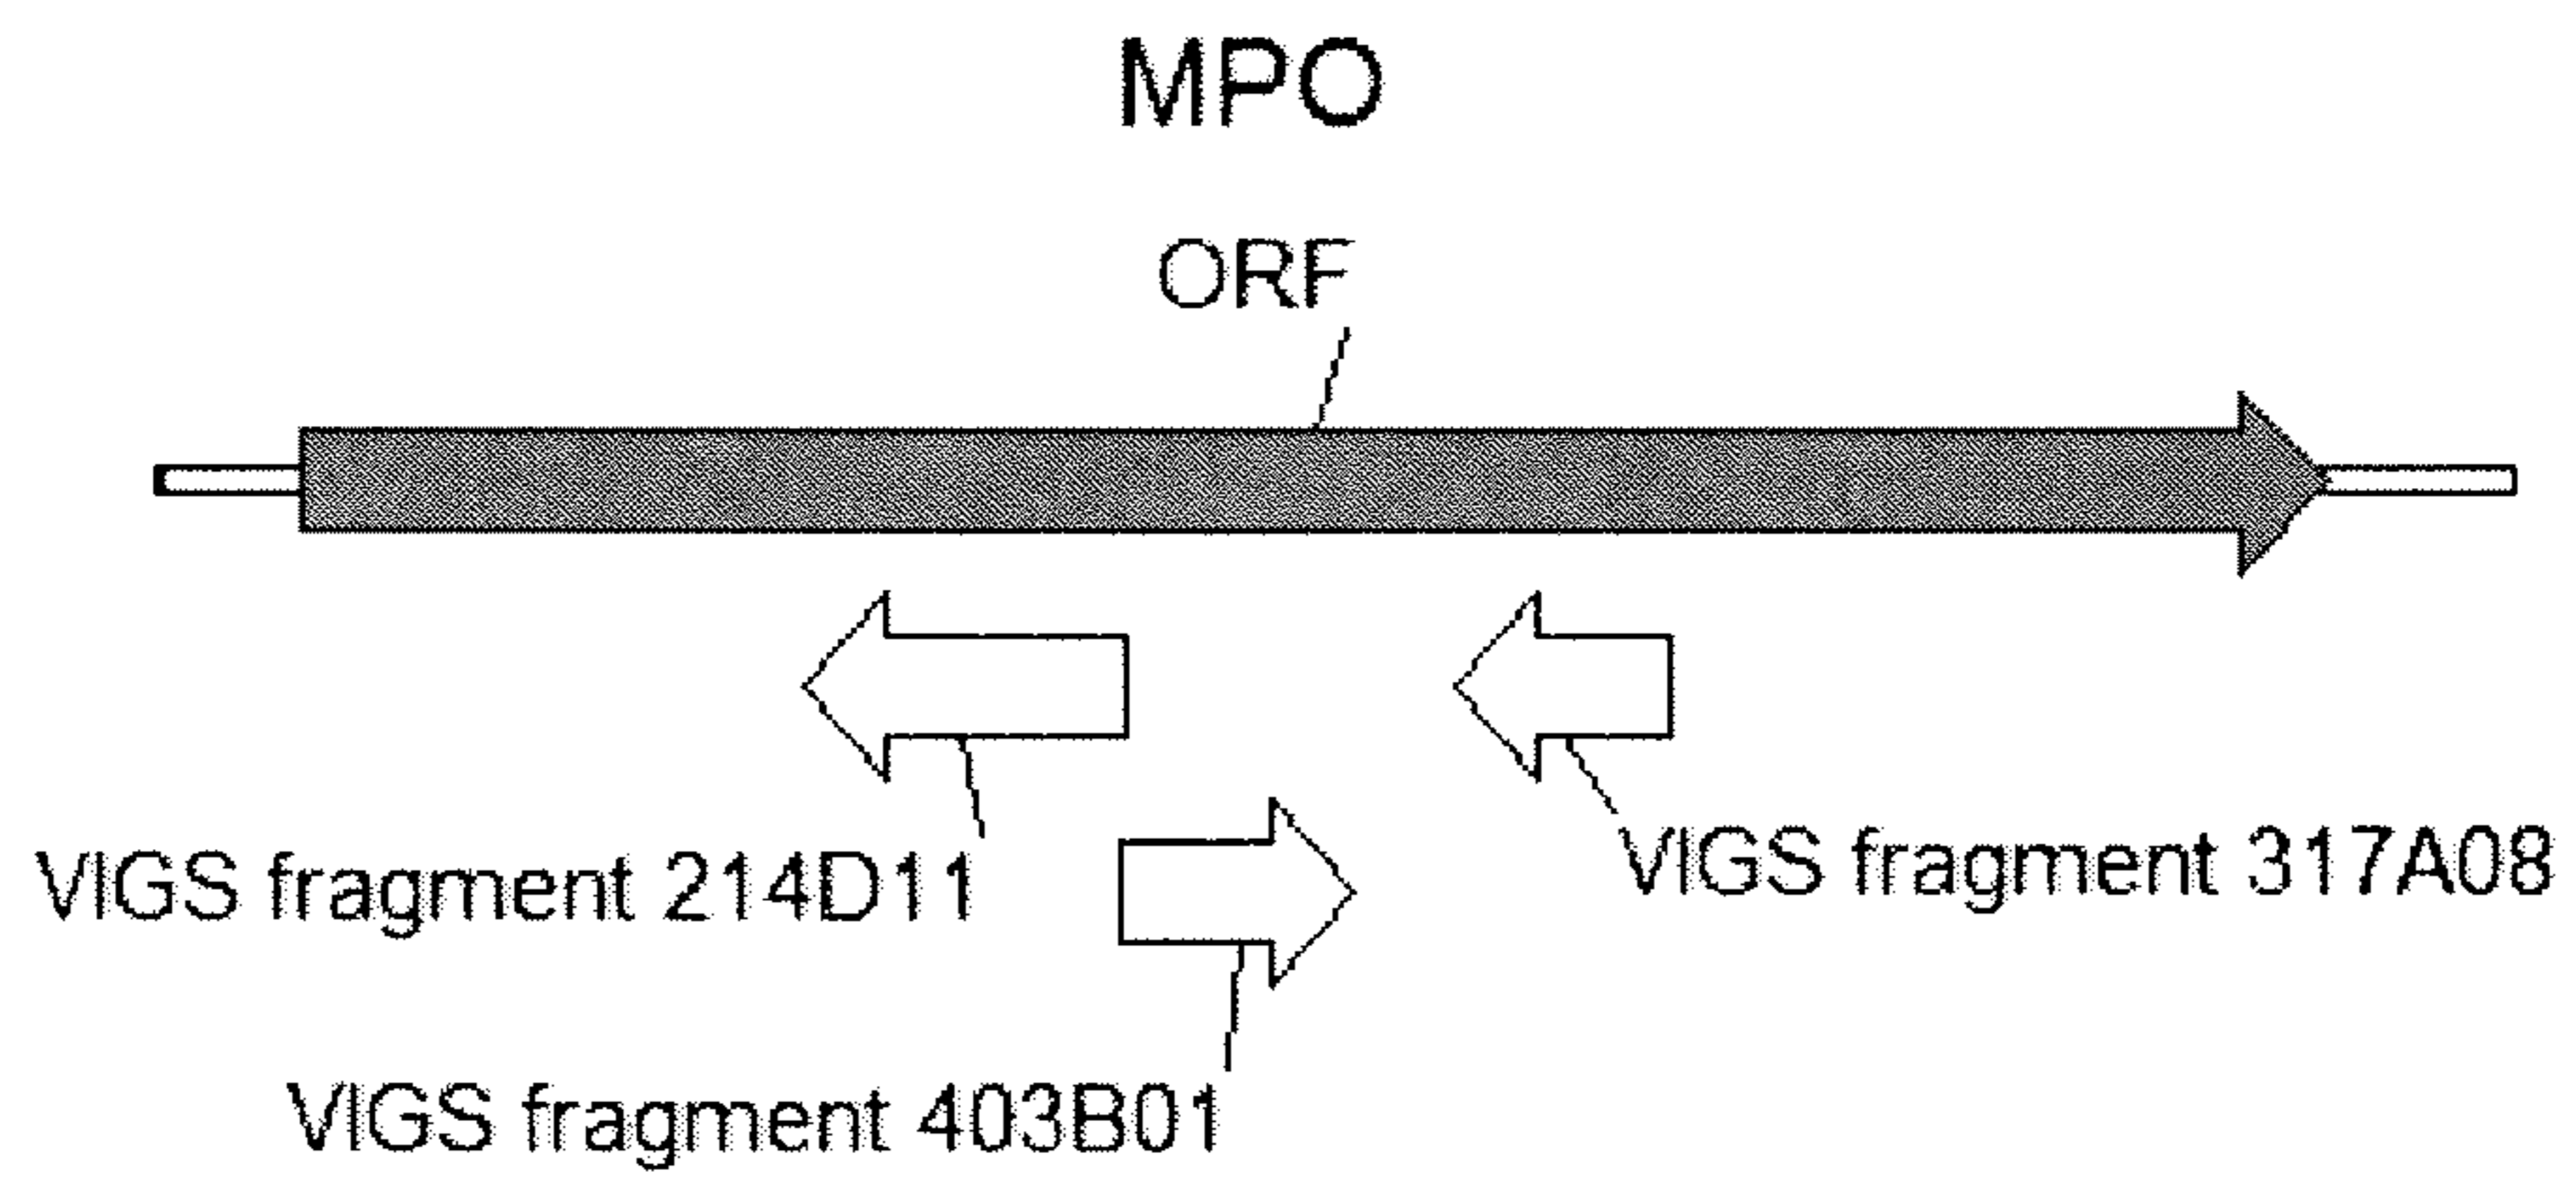 MPO
ORF
VIGS fragment 214D11
VIGS fragment 317A08
VIGS fragment 403B01